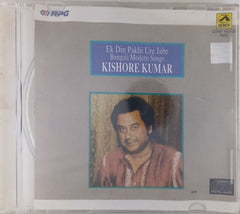 RPG
Ek Din Pakhi Ure Jabe
Bengali Modern Songs
KISHORE KUMAR